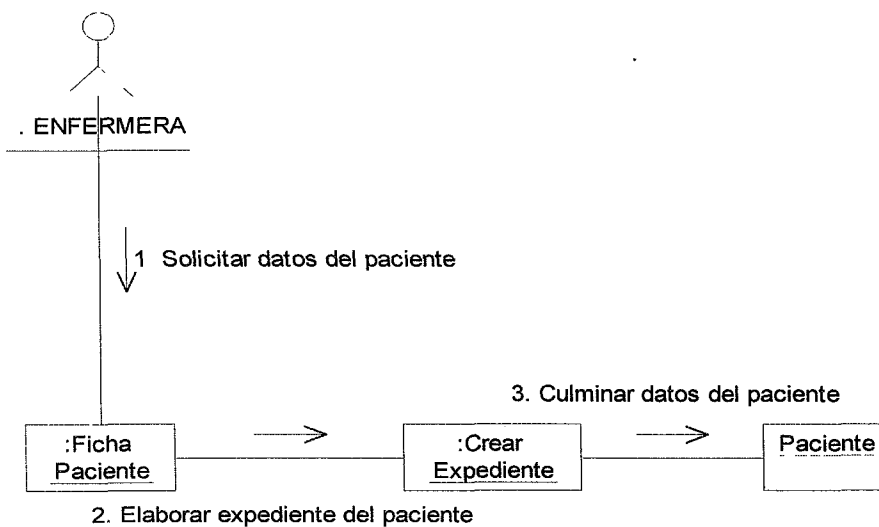 . ENFERMERA
1 Solicitar datos del paciente
3. Culminar datos del paciente
:Ficha
Paciente
:Crear
Expediente
Paciente
2. Elaborar expediente del paciente